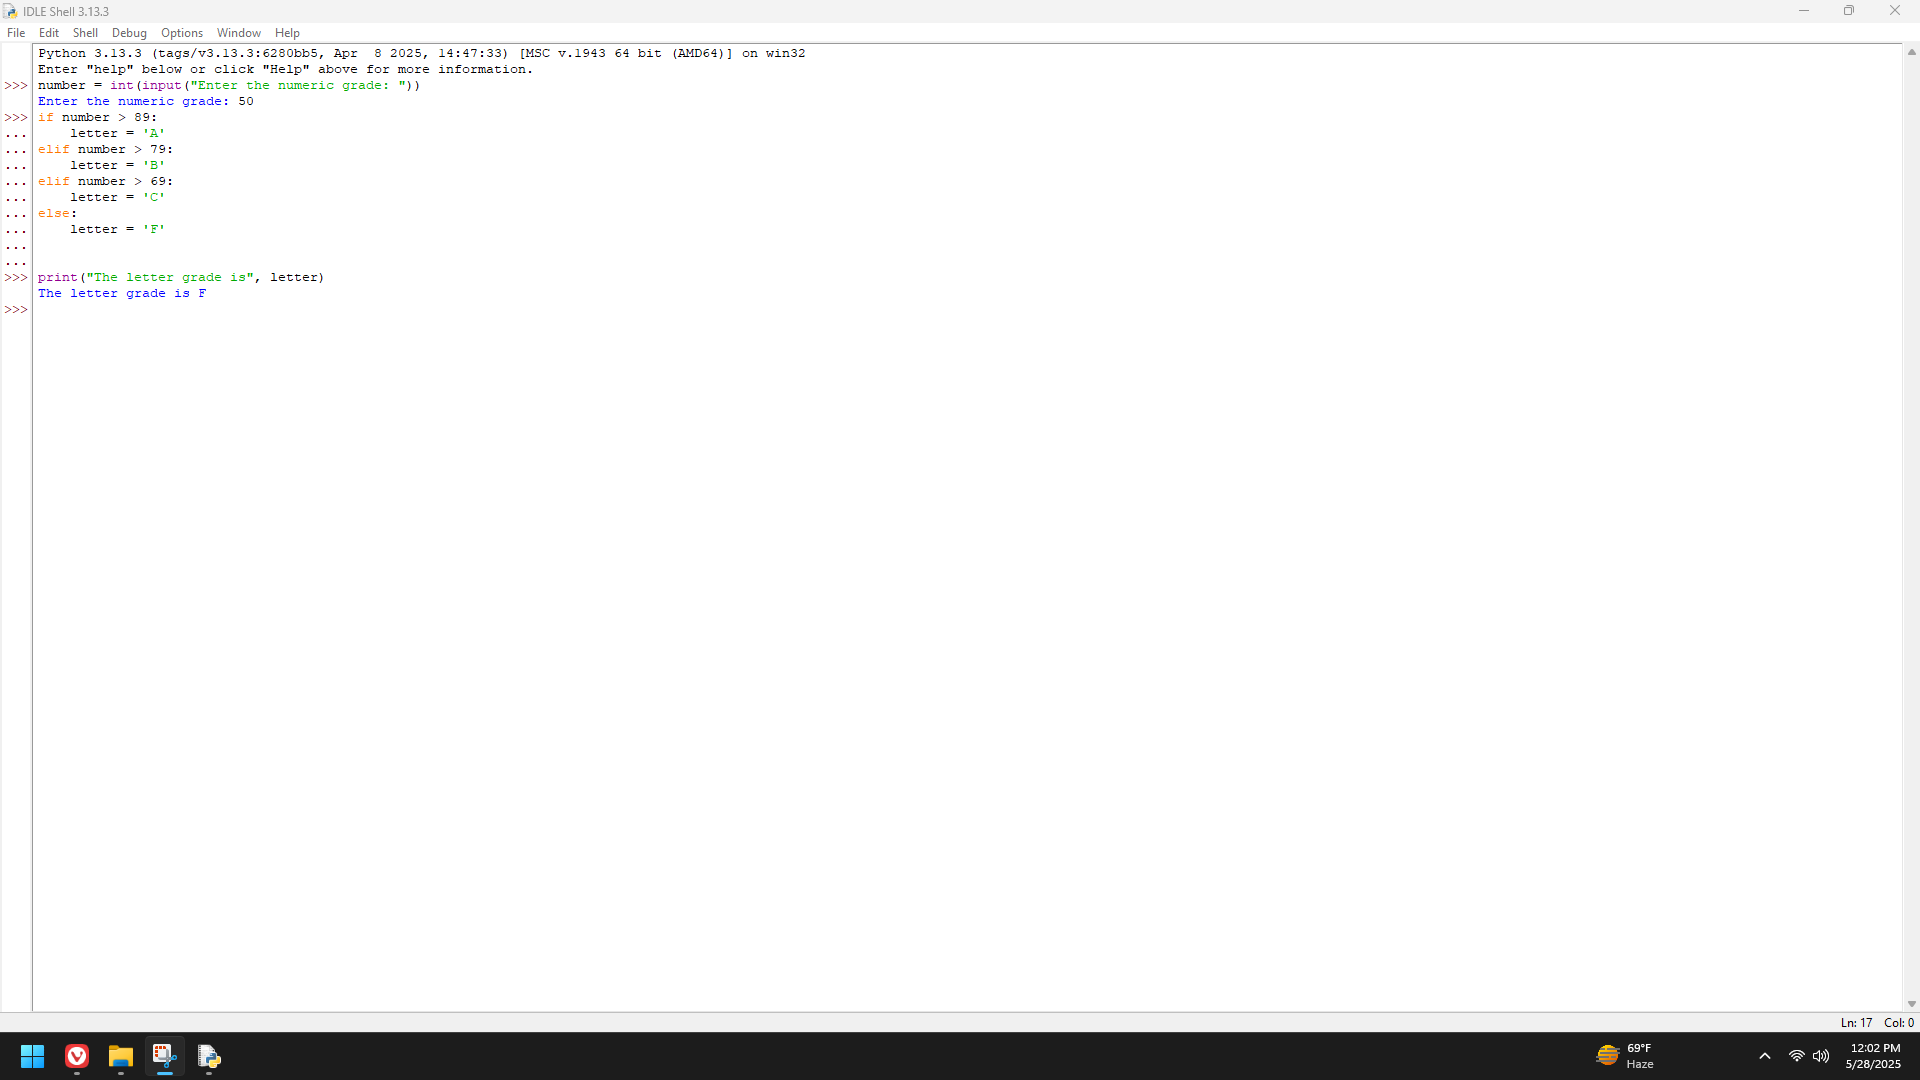 IDLE Shell 3.13.3
File Edit Shell Debug Options Window Help
Python 3.13.3 (tags/v3.13.3:6280bb5, Apr  8 2025, 14:47:33) [MSC v.1943 64 bit (AMD64)] on win32
Enter "help" below or click "Help" above for more information.
>>> number = int(input("Enter the numeric grade: "))
Enter the numeric grade: 50
>>> if number > 89:
...     letter = 'A'
... elif number > 79:
...     letter = 'B'
... elif number > 69:
...     letter = 'C'
... else:
...     letter = 'F'
...
...
>>> print("The letter grade is", letter)
The letter grade is F
>>>
Ln: 17 Col: 0
69°F
Haze
12:02 PM
5/28/2025